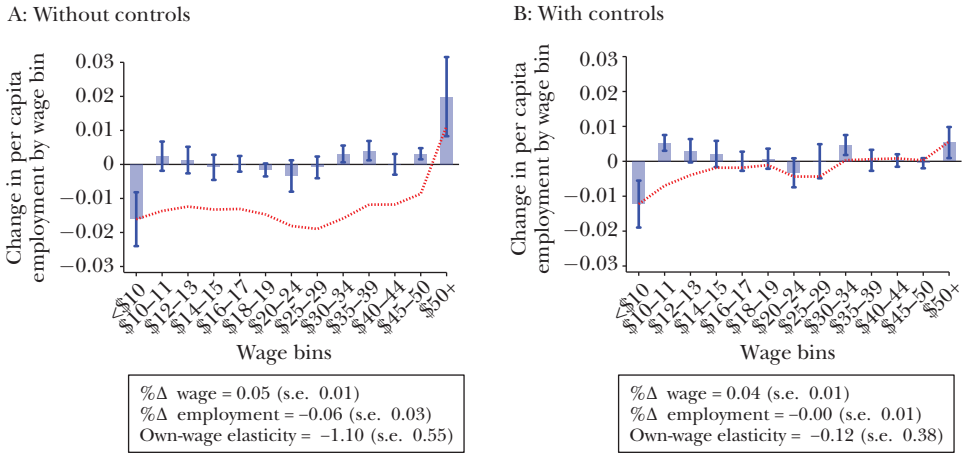 A: Without controls
Change in per capita
employment by wage bin
0.03
0.02
0.01
0
−0.01
−0.02
−0.03
<$10
$10–11
$12–13
$14–15
$16–17
$18–19
$20–24
$25–29
$30–34
$35–39
$40–44
$45–50
$50+
Wage bins
%Δ wage = 0.05 (s.e. 0.01)
%Δ employment = −0.06 (s.e. 0.03)
Own-wage elasticity = −1.10 (s.e. 0.55)
B: With controls
Change in per capita
employment by wage bin
0.03
0.02
0.01
0
−0.01
−0.02
−0.03
<$10
$10–11
$12–13
$14–15
$16–17
$18–19
$20–24
$25–29
$30–34
$35–39
$40–44
$45–50
$50+
Wage bins
%Δ wage = 0.04 (s.e. 0.01)
%Δ employment = −0.00 (s.e. 0.01)
Own-wage elasticity = −0.12 (s.e. 0.38)